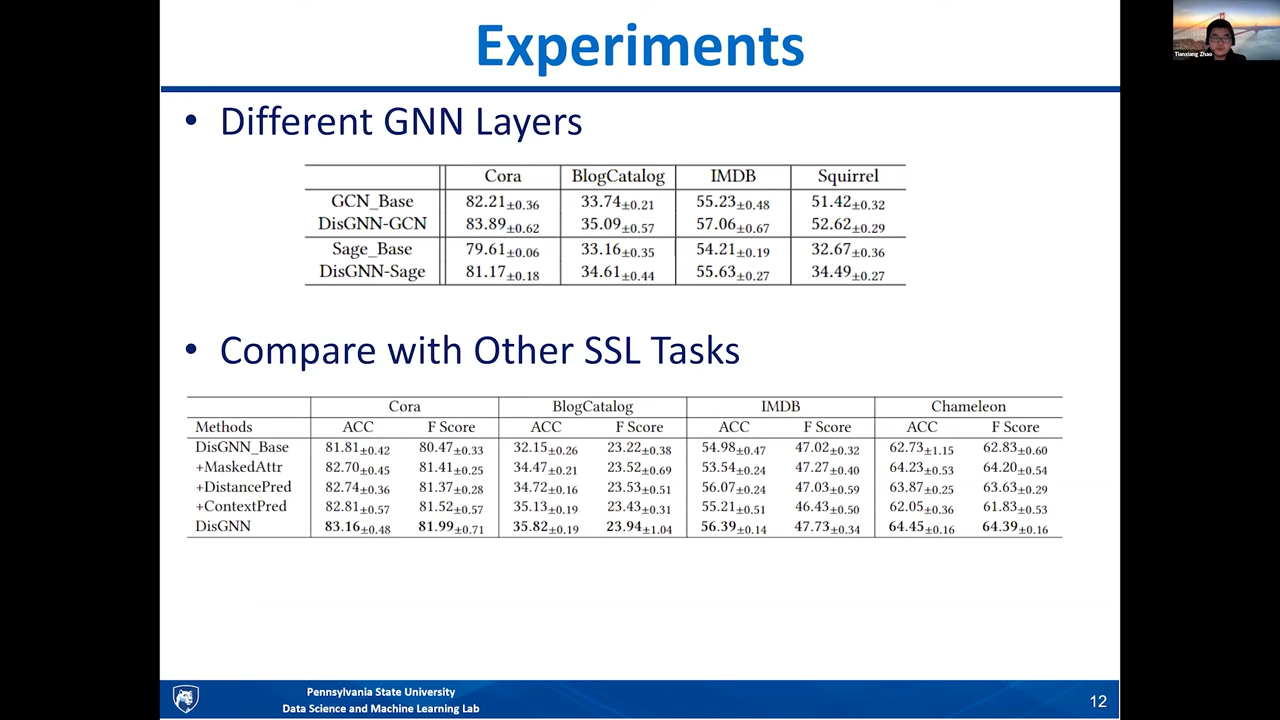 Experiments
Tianxiang Zhao
• Different GNN Layers
Cora BlogCatalog IMDB Squirrel
GCN_Base 82.21±0.36 33.74±0.21 55.23±0.48 51.42±0.32
DisGNN-GCN 83.89±0.62 35.09±0.57 57.06±0.67 52.62±0.29
Sage_Base 79.61±0.06 33.16±0.35 54.21±0.19 32.67±0.36
DisGNN-Sage 81.17±0.18 34.61±0.44 55.63±0.27 34.49±0.27
• Compare with Other SSL Tasks
Cora BlogCatalog IMDB Chameleon
Methods ACC F Score ACC F Score ACC F Score ACC F Score
DisGNN_Base 81.81±0.42 80.47±0.33 32.15±0.26 23.22±0.38 54.98±0.47 47.02±0.32 62.73±1.15 62.83±0.60
+MaskedAttr 82.70±0.45 81.41±0.25 34.47±0.21 23.52±0.69 53.54±0.24 47.27±0.40 64.23±0.53 64.20±0.54
+DistancePred 82.74±0.36 81.37±0.28 34.72±0.16 23.53±0.51 56.07±0.24 47.03±0.59 63.87±0.25 63.63±0.29
+ContextPred 82.81±0.57 81.52±0.57 35.13±0.19 23.43±0.31 55.21±0.51 46.43±0.50 62.05±0.36 61.83±0.53
DisGNN 83.16±0.48 81.99±0.71 35.82±0.19 23.94±1.04 56.39±0.14 47.73±0.34 64.45±0.16 64.39±0.16
Pennsylvania State University
Data Science and Machine Learning Lab
12